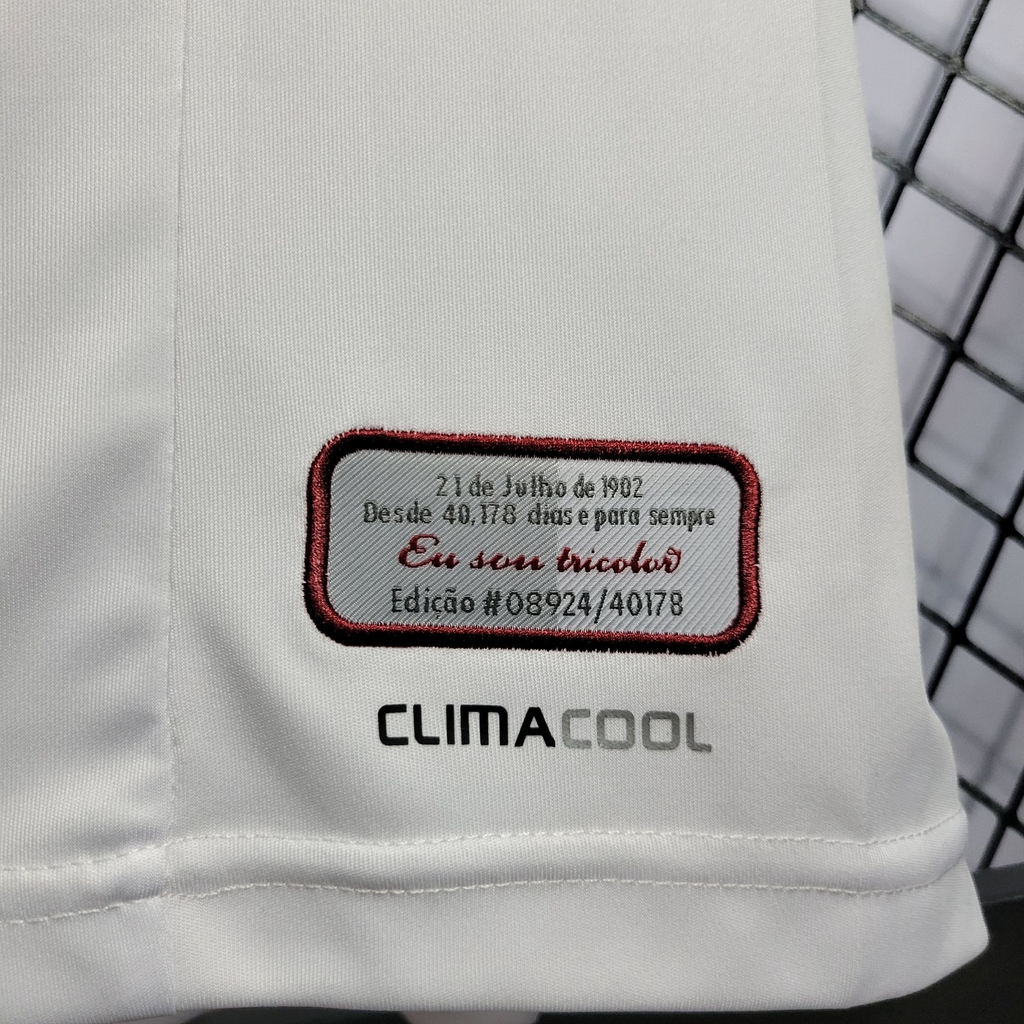 21 de Julho de 1902
Desde 40,178 dias e para sempre
Eu sou tricolor
Edição #08924/40178
CLIMACOOL